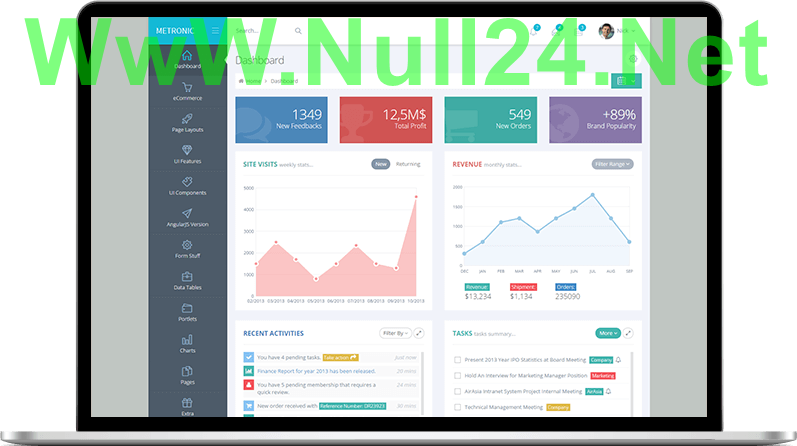 WwW.Null24.Net
METRONIC
Search...
7
4
3
Nick
Dashboard
Home > Dashboard
Dashboard
eCommerce
Page Layouts
UI Features
UI Components
AngularJS Version
Form Stuff
Data Tables
Portlets
Charts
Pages
Extra
1349
New Feedbacks
12,5M$
Total Profit
549
New Orders
+89%
Brand Popularity
SITE VISITS weekly stats...
New Returning
5000
4000
3000
2000
1000
0
02/2013 03/2013 04/2013 05/2013 06/2013 07/2013 08/2013 09/2013 10/2013
REVENUE monthly stats...
Filter Range
2000
1500
1000
500
0
DEC JAN FEB MAR APR MAY JUN JUL AUG SEP
Revenue: Shipment: Orders:
$13,234 $1,134 235090
RECENT ACTIVITIES
Filter By
You have 4 pending tasks. Take action Just now
Finance Report for year 2013 has been released. 20 mins
You have 5 pending membership that requires a quick review. 24 mins
New order received with Reference Number: DR23923 30 mins
TASKS tasks summary...
More
Present 2013 Year IPO Statistics at Board Meeting Company
Hold An Interview for Marketing Manager Position Marketing
AirAsia Intranet System Project Internal Meeting AirAsia
Technical Management Meeting Company